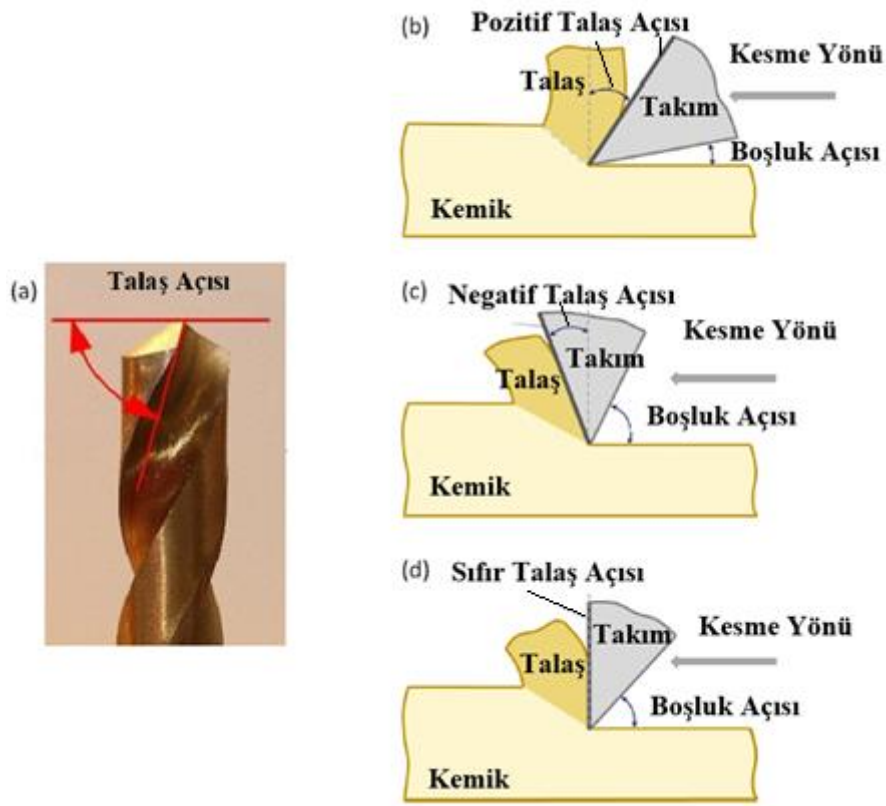 (a)
Talaş Açısı
(b)
Pozitif Talaş Açısı
Kesme Yönü
Talaş
Takım
Boşluk Açısı
Kemik
(c)
Negatif Talaş Açısı
Kesme Yönü
Takım
Talaş
Boşluk Açısı
Kemik
(d)
Sıfır Talaş Açısı
Takım
Kesme Yönü
Talaş
Boşluk Açısı
Kemik